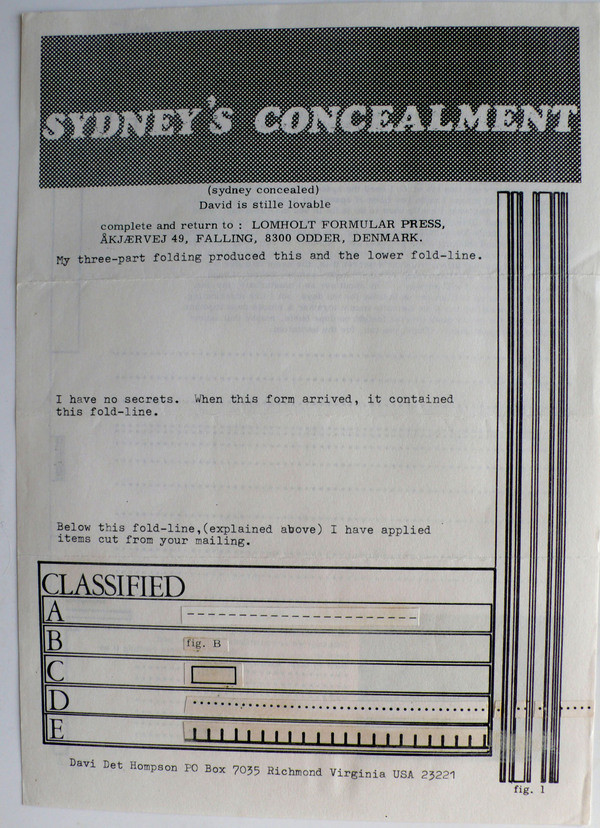 SYDNEY'S CONCEALMENT
(sydney concealed)
David is stille lovable
complete and return to : LOMHOLT FORMULAR PRESS,
ÅKJÆRVEJ 49, FALLING, 8300 ODDER, DENMARK.
My three-part folding produced this and the lower fold-line.
I have no secrets. When this form arrived, it contained
this fold-line.
Below this fold-line,(explained above) I have applied
items cut from your mailing.
CLASSIFIED
A
B fig. B
C
D
E
Davi Det Hompson PO Box 7035 Richmond Virginia USA 23221
fig. 1